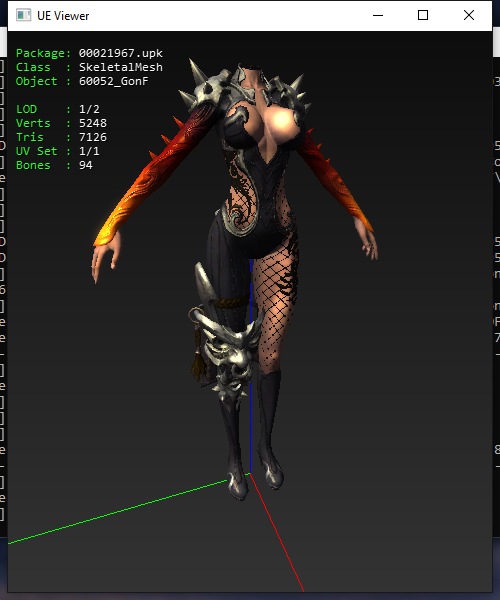 UE Viewer
Package: 00021967.upk
Class  : SkeletalMesh
Object : 60052_GonF
LOD    : 1/2
Verts  : 5248
Tris   : 7126
UV Set : 1/1
Bones  : 94